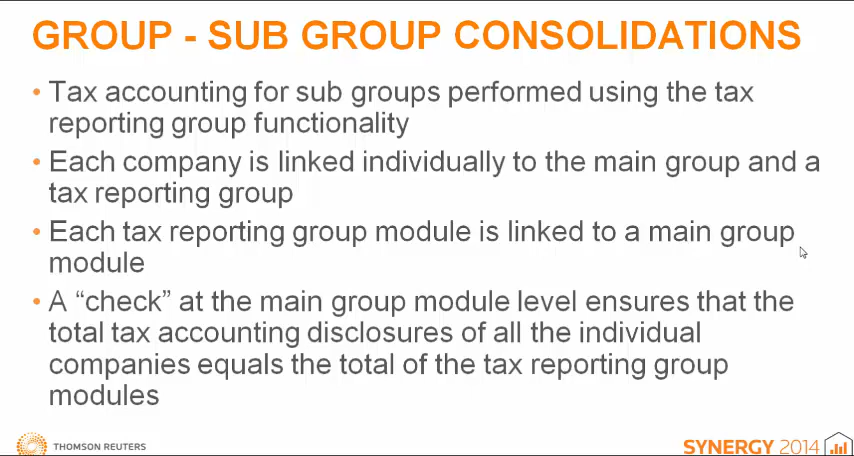 GROUP - SUB GROUP CONSOLIDATIONS
• Tax accounting for sub groups performed using the tax
reporting group functionality
• Each company is linked individually to the main group and a
tax reporting group
• Each tax reporting group module is linked to a main group
module
• A “check” at the main group module level ensures that the
total tax accounting disclosures of all the individual
companies equals the total of the tax reporting group
modules
THOMSON REUTERS
SYNERGY 2014